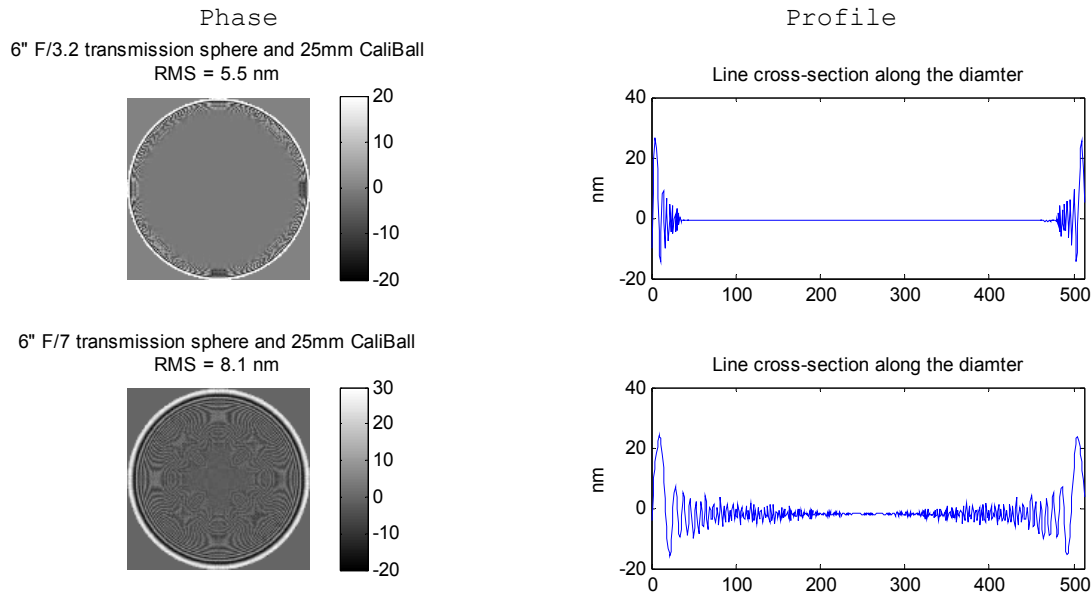 Phase
Profile
6" F/3.2 transmission sphere and 25mm CaliBall
RMS = 5.5 nm
20
10
0
-10
-20
Line cross-section along the diamter
40
20
0
-20
nm
0 100 200 300 400 500
6" F/7 transmission sphere and 25mm CaliBall
RMS = 8.1 nm
30
20
10
0
-10
-20
Line cross-section along the diamter
40
20
0
-20
nm
0 100 200 300 400 500